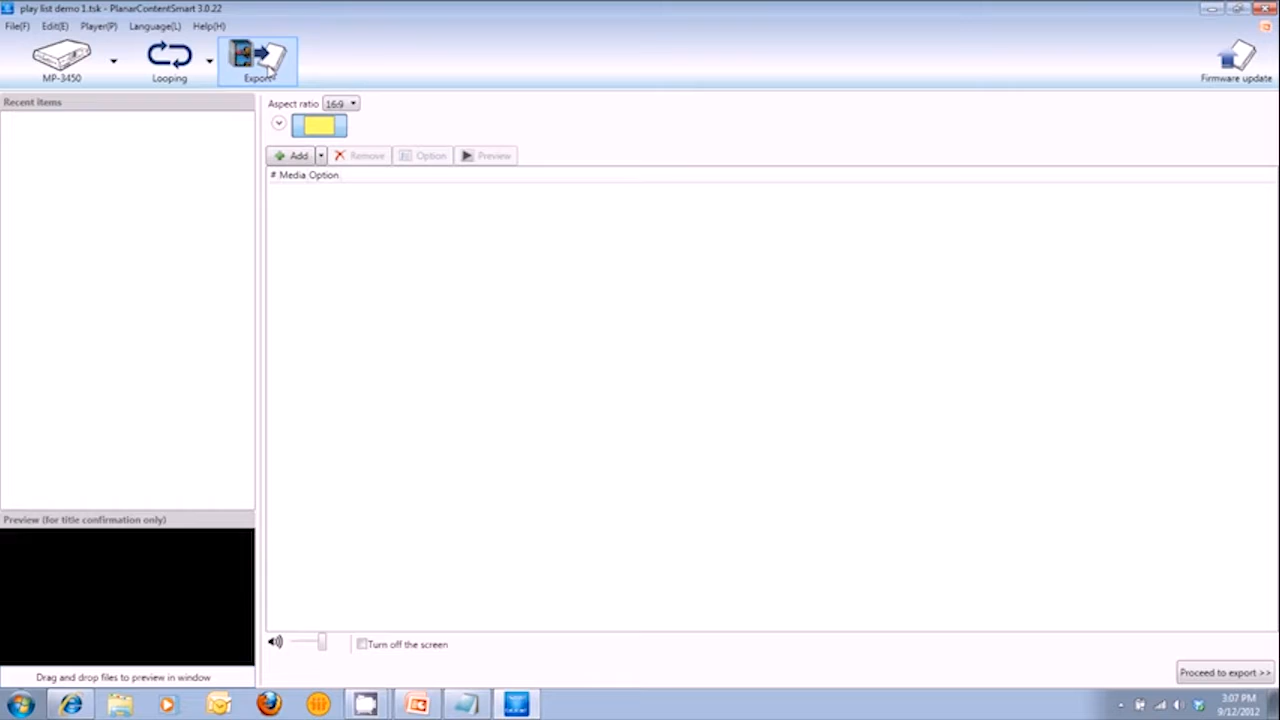 play list demo 1.tsk - PlanarContentSmart 3.0.22
File(F) Edit(E) Player(P) Language(L) Help(H)
MP-3450 Looping Export Firmware update
Recent items
Aspect ratio 16:9
Add Remove Option Preview
# Media Option
Preview (for title confirmation only)
Turn off the screen
Drag and drop files to preview in window
Proceed to export >>
3:07 PM
9/12/2012